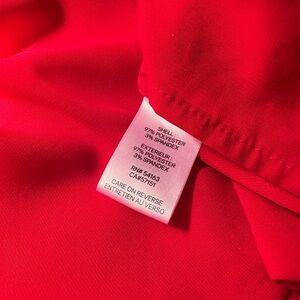 SHELL:
97% POLYESTER
3% SPANDEX
EXTERIEUR:
97% POLYESTER
3% SPANDEX
RN# 54163
CA#57151
CARE ON REVERSE
ENTRETIEN AU VERSO